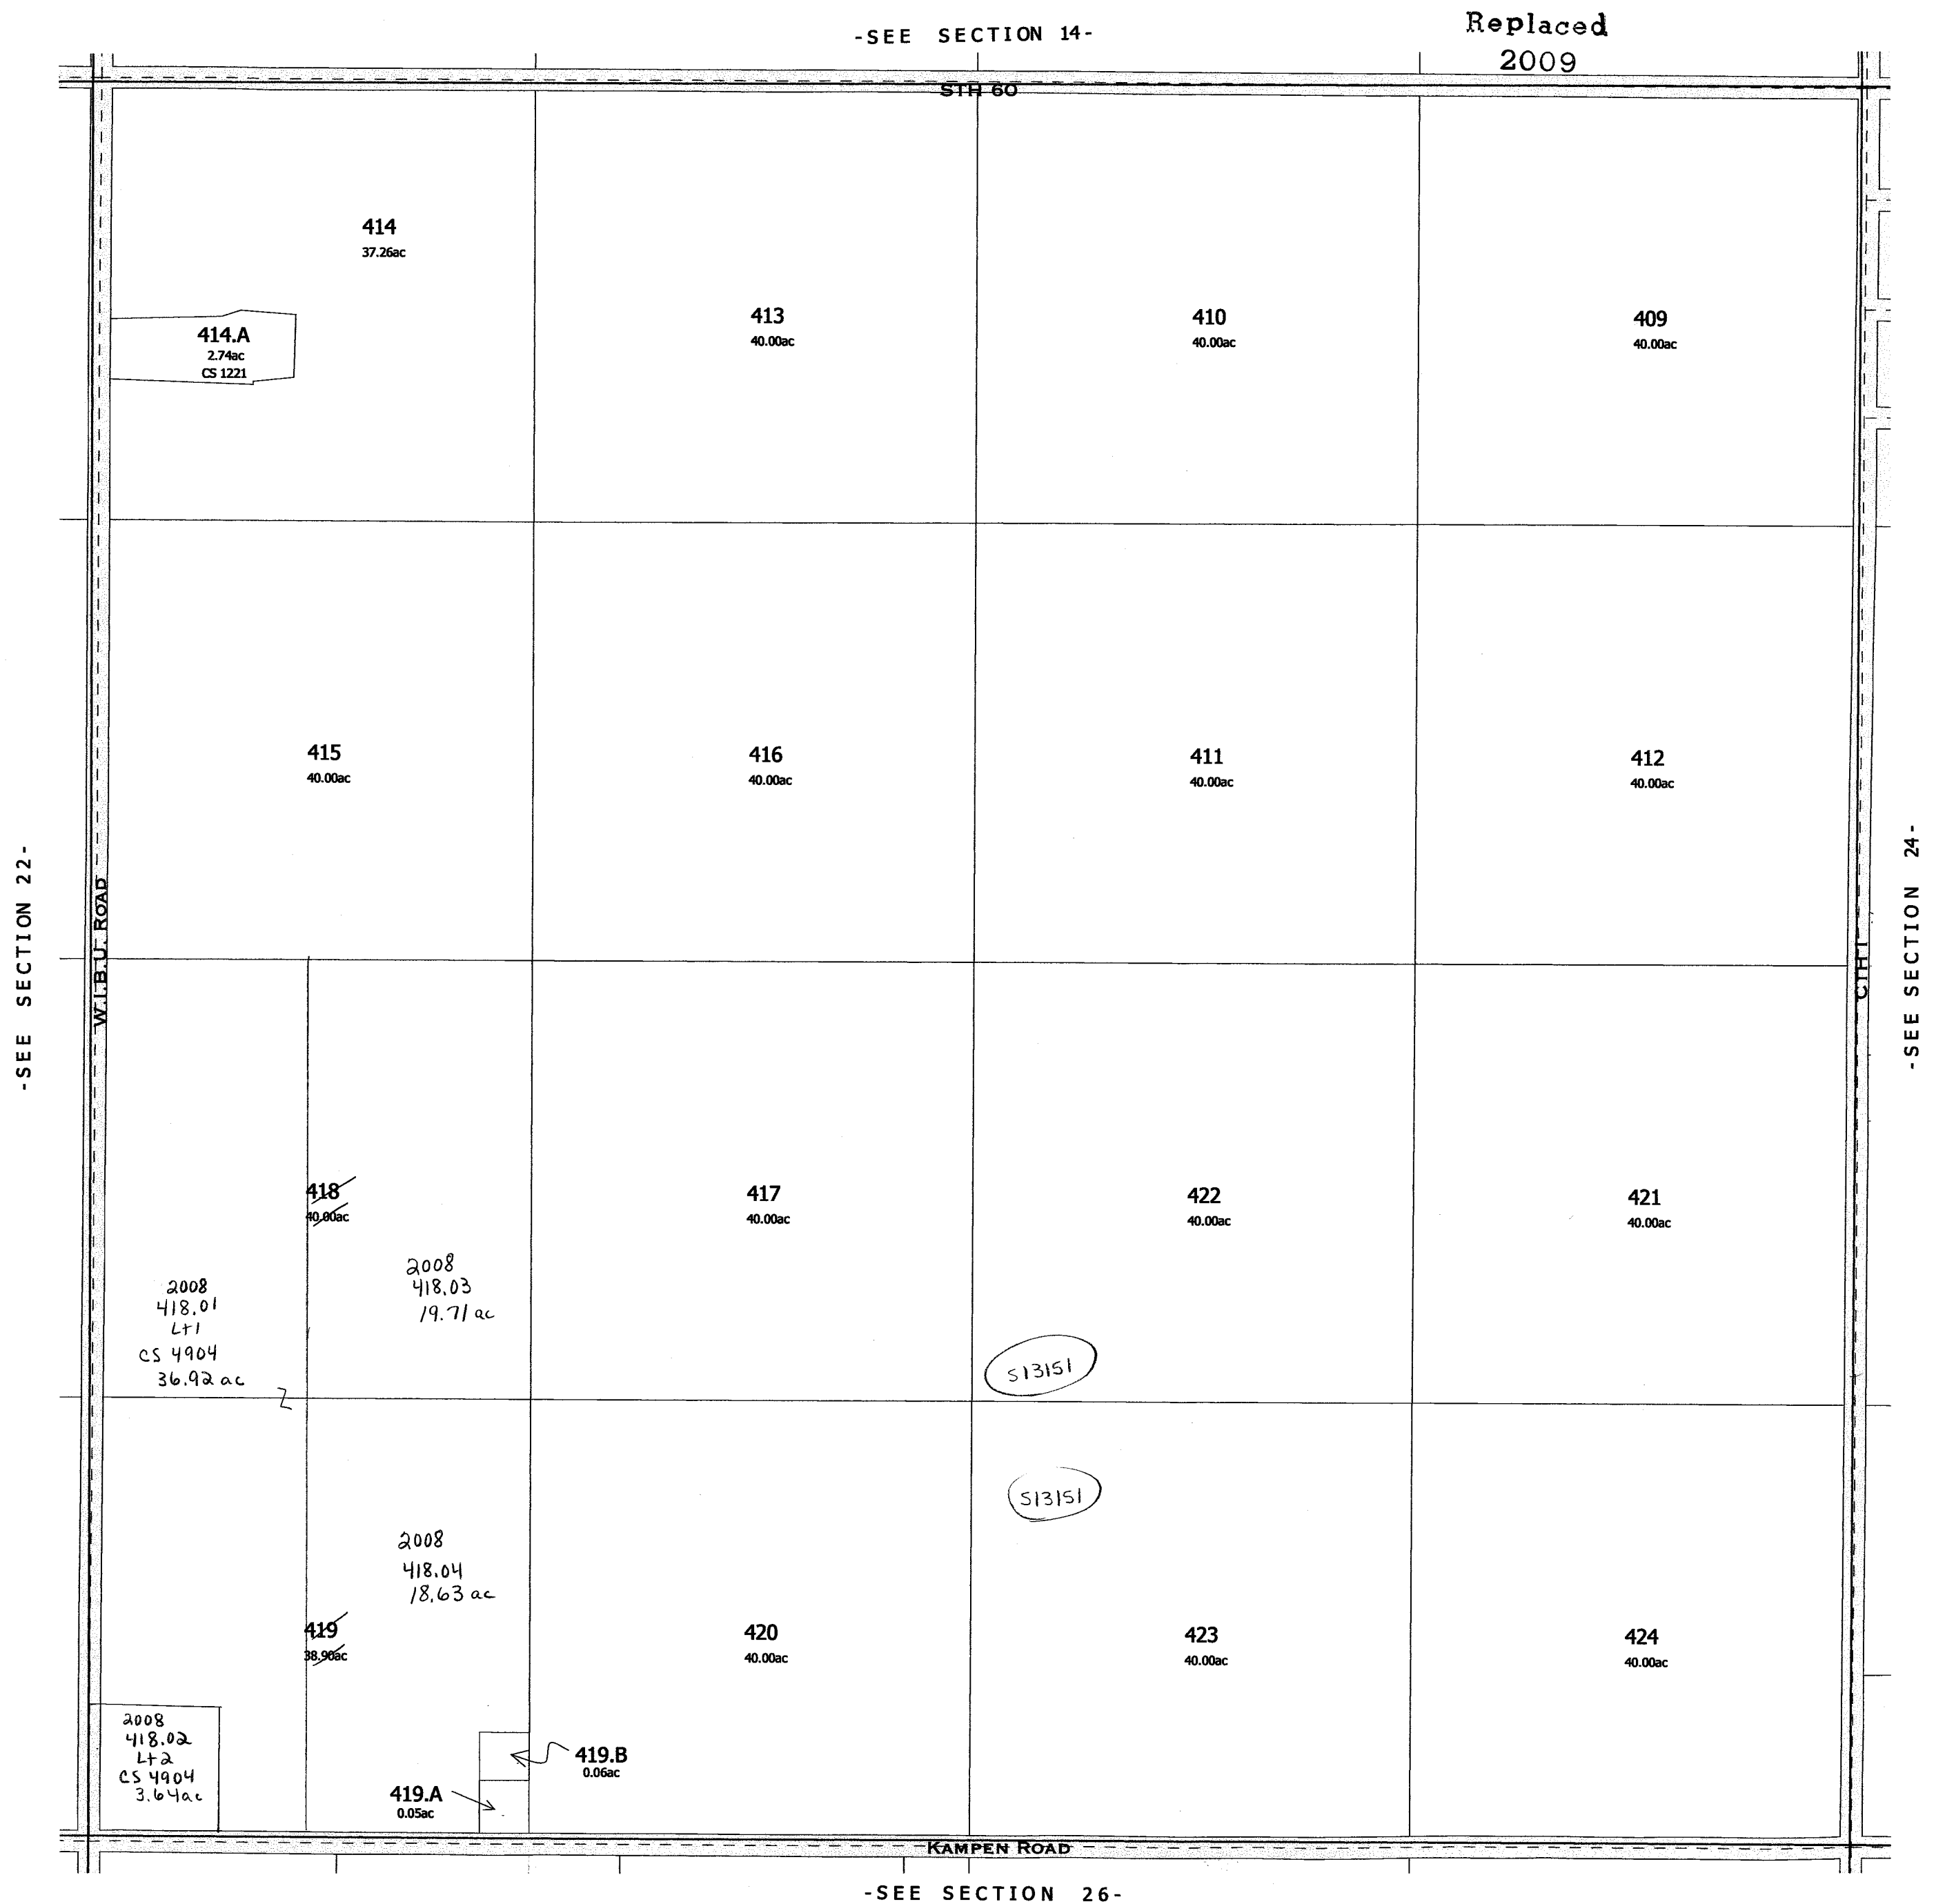 -SEE SECTION 14-
Replaced
2009
STH 60
414
37.26ac
414.A
2.74ac
CS 1221
413
40.00ac
410
40.00ac
409
40.00ac
415
40.00ac
416
40.00ac
411
40.00ac
412
40.00ac
-SEE SECTION 22-
W.I.B.U. ROAD
CTH I
-SEE SECTION 24-
418
40.00ac
417
40.00ac
422
40.00ac
421
40.00ac
2008
418.01
Lt1
CS 4904
36.92 ac
2008
418.03
19.71 ac
513151
513151
2008
418.04
18.63 ac
419
38.90ac
420
40.00ac
423
40.00ac
424
40.00ac
2008
418.02
Lt2
CS 4904
3.64ac
419.B
0.06ac
419.A
0.05ac
KAMPEN ROAD
-SEE SECTION 26-